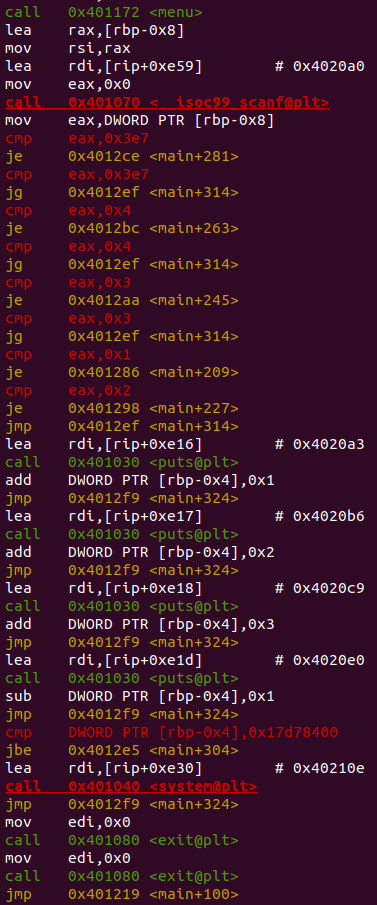 call 0x401172 <menu>
lea rax,[rbp-0x8]
mov rsi,rax
lea rdi,[rip+0xe59] # 0x4020a0
mov eax,0x0
call 0x401070 <__isoc99_scanf@plt>
mov eax,DWORD PTR [rbp-0x8]
cmp eax,0x3e7
je 0x4012ce <main+281>
cmp eax,0x3e7
jg 0x4012ef <main+314>
cmp eax,0x4
je 0x4012bc <main+263>
cmp eax,0x4
jg 0x4012ef <main+314>
cmp eax,0x3
je 0x4012aa <main+245>
cmp eax,0x3
jg 0x4012ef <main+314>
cmp eax,0x1
je 0x401286 <main+209>
cmp eax,0x2
je 0x401298 <main+227>
jmp 0x4012ef <main+314>
lea rdi,[rip+0xe16] # 0x4020a3
call 0x401030 <puts@plt>
add DWORD PTR [rbp-0x4],0x1
jmp 0x4012f9 <main+324>
lea rdi,[rip+0xe17] # 0x4020b6
call 0x401030 <puts@plt>
add DWORD PTR [rbp-0x4],0x2
jmp 0x4012f9 <main+324>
lea rdi,[rip+0xe18] # 0x4020c9
call 0x401030 <puts@plt>
add DWORD PTR [rbp-0x4],0x3
jmp 0x4012f9 <main+324>
lea rdi,[rip+0xe1d] # 0x4020e0
call 0x401030 <puts@plt>
sub DWORD PTR [rbp-0x4],0x1
jmp 0x4012f9 <main+324>
cmp DWORD PTR [rbp-0x4],0x17d78400
jbe 0x4012e5 <main+304>
lea rdi,[rip+0xe30] # 0x40210e
call 0x401040 <system@plt>
jmp 0x4012f9 <main+324>
mov edi,0x0
call 0x401080 <exit@plt>
mov edi,0x0
call 0x401080 <exit@plt>
jmp 0x401219 <main+100>